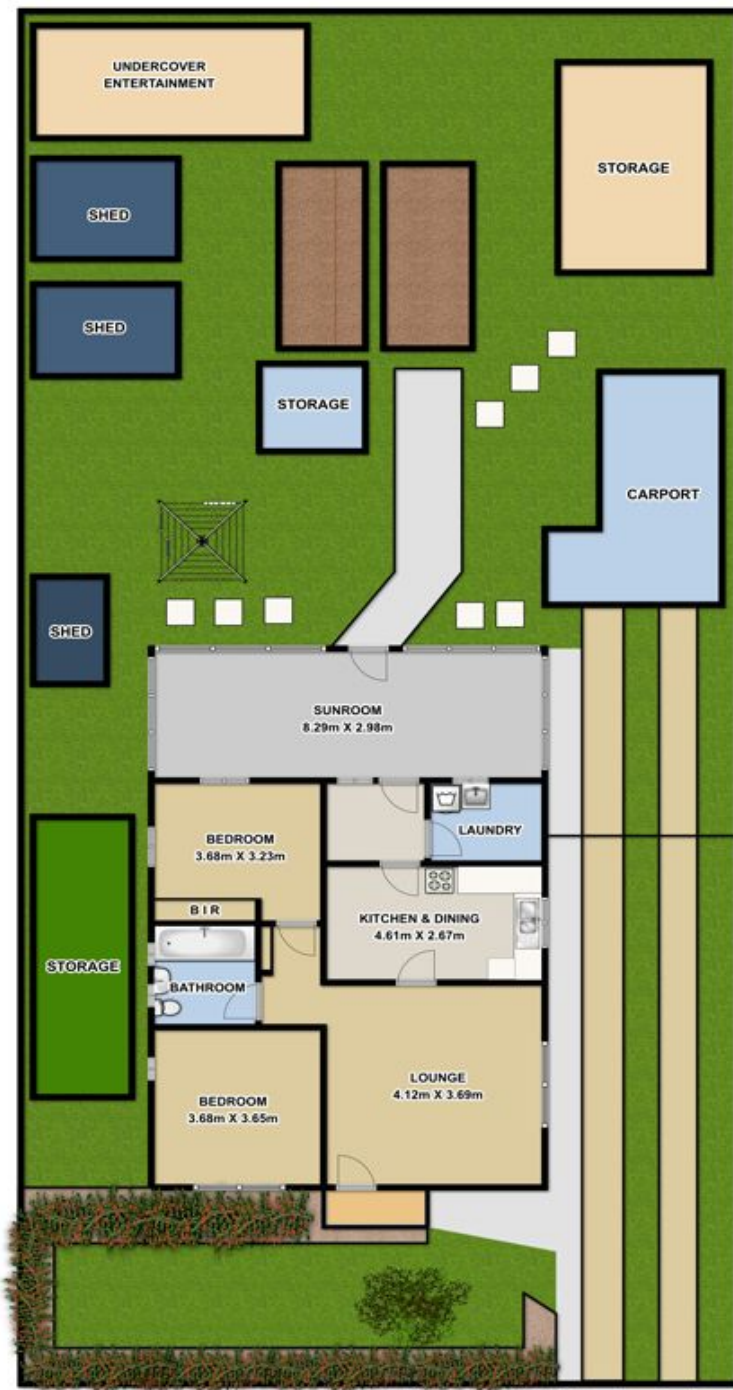 UNDERCOVER
ENTERTAINMENT
STORAGE
SHED
SHED
STORAGE
CARPORT
SHED
SUNROOM
8.29m X 2.98m
BEDROOM
3.68m X 3.23m
LAUNDRY
B I R
KITCHEN & DINING
4.61m X 2.67m
STORAGE
BATHROOM
LOUNGE
4.12m X 3.69m
BEDROOM
3.68m X 3.65m